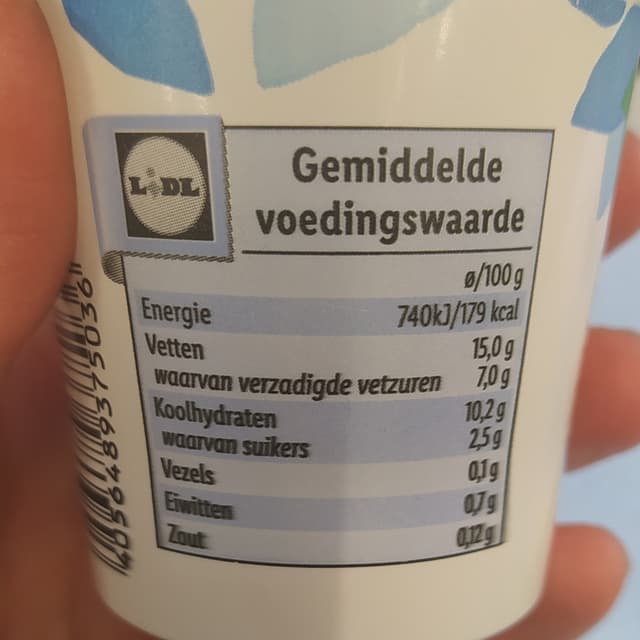 LIDL
Gemiddelde
voedingswaarde
ø/100 g
Energie 740kJ/179 kcal
Vetten 15,0 g
waarvan verzadigde vetzuren 7,0 g
Koolhydraten 10,2 g
waarvan suikers 2,5 g
Vezels 0,1 g
Eiwitten 0,7 g
Zout 0,12 g
4056489375036